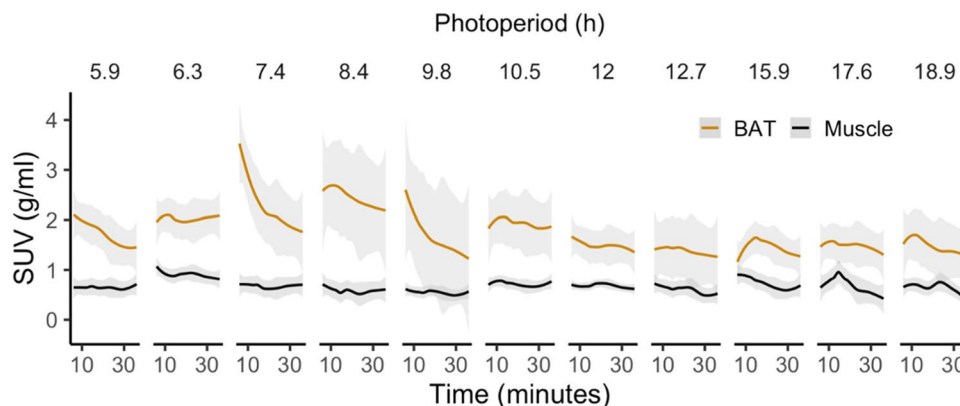 Photoperiod (h)
5.9 6.3 7.4 8.4 9.8 10.5 12 12.7 15.9 17.6 18.9
BAT Muscle
SUV (g/ml)
4
3
2
1
0
10 30 10 30 10 30 10 30 10 30 10 30 10 30 10 30 10 30 10 30 10 30
Time (minutes)